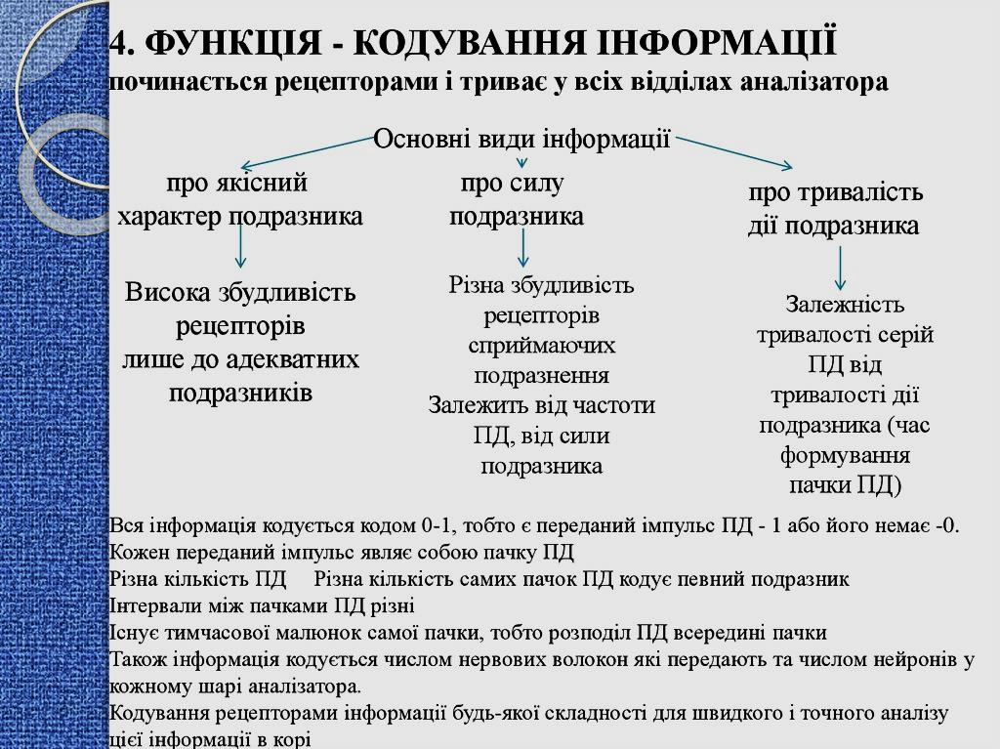 4. ФУНКЦІЯ - КОДУВАННЯ ІНФОРМАЦІЇ
починається рецепторами і триває у всіх відділах аналізатора
Основні види інформації
про якісний
характер подразника
Висока збудливість
рецепторів
лише до адекватних
подразників
про силу
подразника
Різна збудливість
рецепторів
сприймаючих
подразнення
Залежить від частоти
ПД, від сили
подразника
про тривалість
дії подразника
Залежність
тривалості серій
ПД від
тривалості дії
подразника (час
формування
пачки ПД)
Вся інформація кодується кодом 0-1, тобто є переданий імпульс ПД - 1 або його немає -0.
Кожен переданий імпульс являє собою пачку ПД
Різна кількість ПД Різна кількість самих пачок ПД кодує певний подразник
Інтервали між пачками ПД різні
Існує тимчасової малюнок самої пачки, тобто розподіл ПД всередині пачки
Також інформація кодується числом нервових волокон які передають та числом нейронів у
кожному шарі аналізатора.
Кодування рецепторами інформації будь-якої складності для швидкого і точного аналізу
цієї інформації в корі